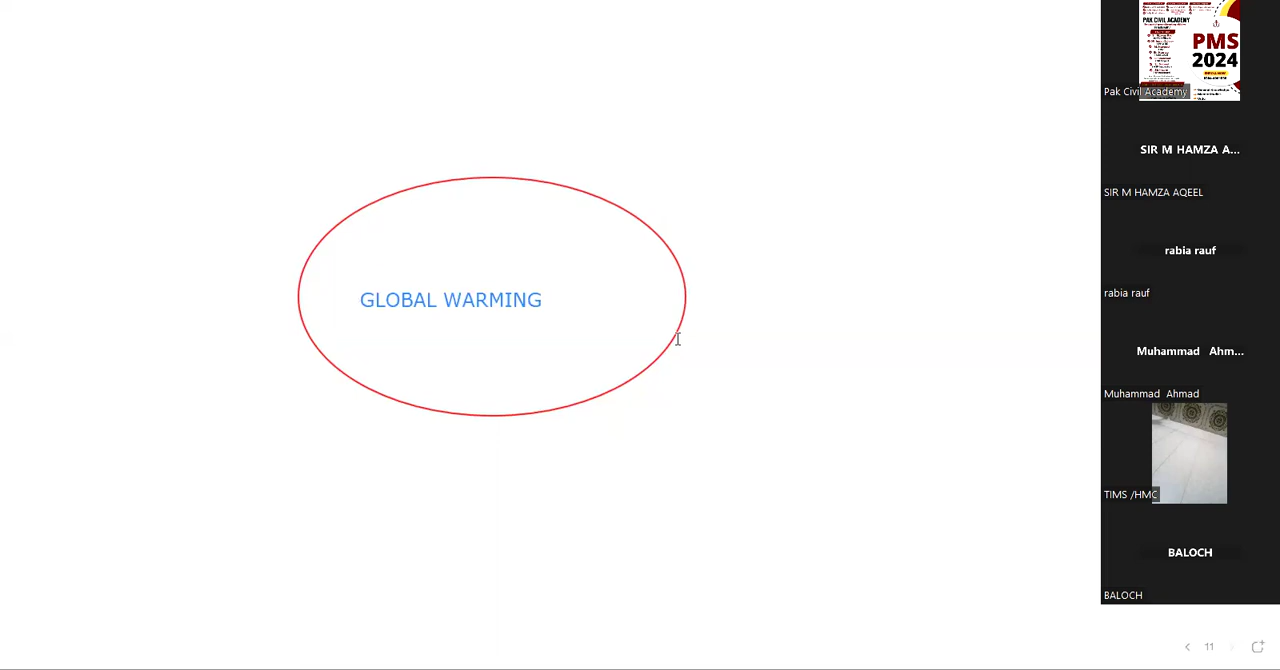 GLOBAL WARMING
PAK CIVIL ACADEMY
PMS
2024
Pak Civil Academy
SIR M HAMZA A...
SIR M HAMZA AQEEL
rabia rauf
rabia rauf
Muhammad Ahm...
Muhammad Ahmad
TIMS /HMC
BALOCH
BALOCH
11